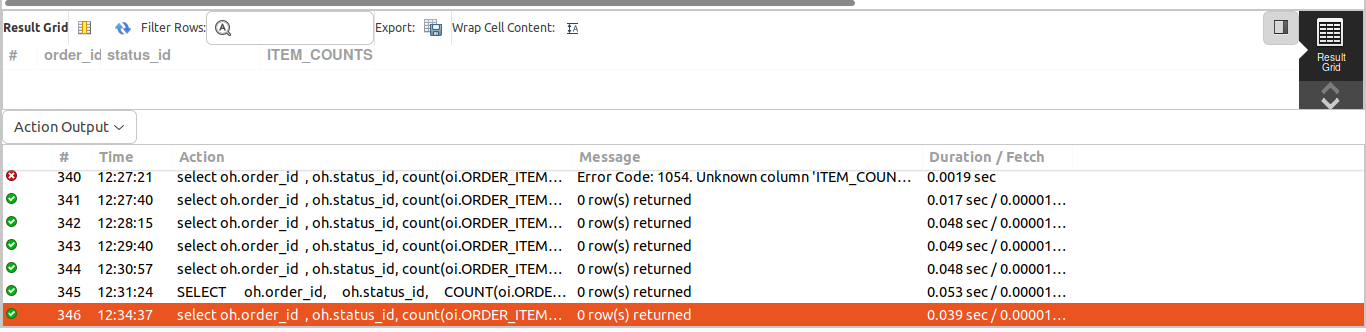 Result Grid Filter Rows: Export: Wrap Cell Content:
Result
Grid
# order_id status_id ITEM_COUNTS
Action Output
# Time Action Message Duration / Fetch
340 12:27:21 select oh.order_id , oh.status_id, count(oi.ORDER_ITEM... Error Code: 1054. Unknown column 'ITEM_COUN... 0.0019 sec
341 12:27:40 select oh.order_id , oh.status_id, count(oi.ORDER_ITEM... 0 row(s) returned 0.017 sec / 0.00001...
342 12:28:15 select oh.order_id , oh.status_id, count(oi.ORDER_ITEM... 0 row(s) returned 0.048 sec / 0.00001...
343 12:29:40 select oh.order_id , oh.status_id, count(oi.ORDER_ITEM... 0 row(s) returned 0.049 sec / 0.00001...
344 12:30:57 select oh.order_id , oh.status_id, count(oi.ORDER_ITEM... 0 row(s) returned 0.048 sec / 0.00001...
345 12:31:24 SELECT oh.order_id, oh.status_id, COUNT(oi.ORDE... 0 row(s) returned 0.053 sec / 0.00001...
346 12:34:37 select oh.order_id , oh.status_id, count(oi.ORDER_ITEM... 0 row(s) returned 0.039 sec / 0.00001...